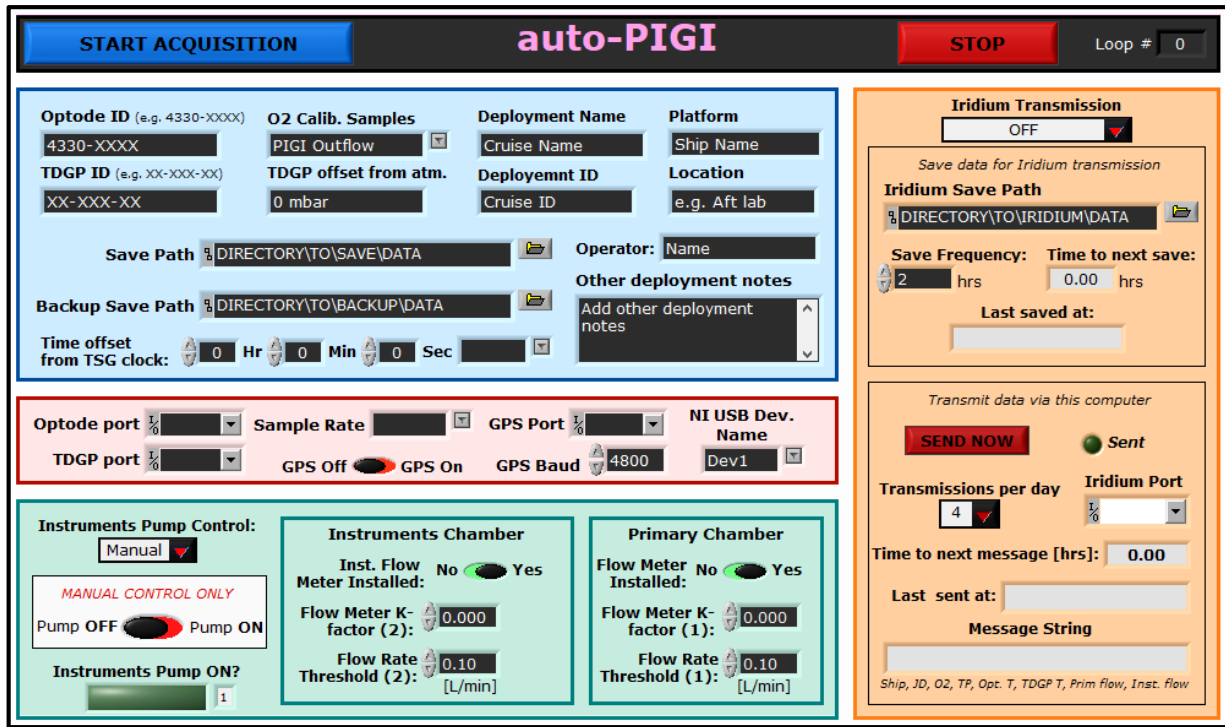 START ACQUISITION
auto-PIGI
STOP
Loop # 0
Optode ID (e.g. 4330-XXXX)
4330-XXXX
O2 Calib. Samples
PIGI Outflow
Deployment Name
Cruise Name
Platform
Ship Name
TDGP ID (e.g. XX-XXX-XX)
XX-XXX-XX
TDGP offset from atm.
0 mbar
Deployemnt ID
Cruise ID
Location
e.g. Aft lab
Save Path DIRECTORY\TO\SAVE\DATA
Operator: Name
Backup Save Path DIRECTORY\TO\BACKUP\DATA
Other deployment notes
Add other deployment
notes
Time offset
from TSG clock: 0 Hr 0 Min 0 Sec
Optode port
Sample Rate
GPS Port
NI USB Dev.
Name
Dev1
TDGP port
GPS Off GPS On
GPS Baud 4800
Instruments Pump Control:
Manual
MANUAL CONTROL ONLY
Pump OFF Pump ON
Instruments Pump ON?
1
Instruments Chamber
Inst. Flow
Meter Installed: No Yes
Flow Meter K-
factor (2): 0.000
Flow Rate
Threshold (2): 0.10
[L/min]
Primary Chamber
Flow Meter
Installed: No Yes
Flow Meter K-
factor (1): 0.000
Flow Rate
Threshold (1): 0.10
[L/min]
Iridium Transmission
OFF
Save data for Iridium transmission
Iridium Save Path
DIRECTORY\TO\IRIDIUM\DATA
Save Frequency:
2 hrs
Time to next save:
0.00 hrs
Last saved at:
Transmit data via this computer
SEND NOW
Sent
Transmissions per day
4
Iridium Port
Time to next message [hrs]: 0.00
Last sent at:
Message String
Ship, JD, O2, TP, Opt. T, TDGP T, Prim flow, Inst. flow